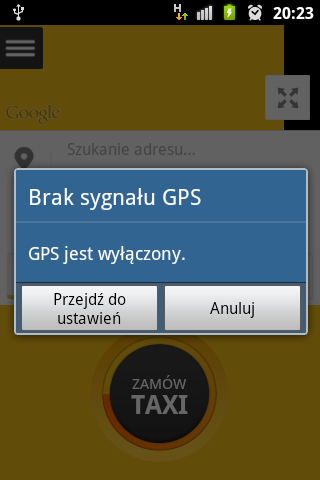 H
20:23
Google
Szukanie adresu...
Brak sygnału GPS
GPS jest wyłączony.
Przejdź do
ustawień
Anuluj
ZAMÓW
TAXI